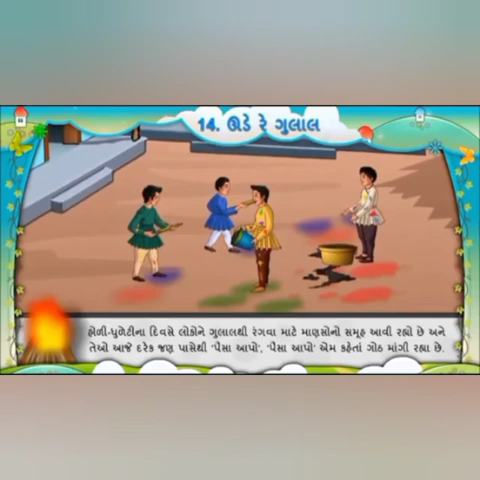 14. ઊડે રે ગુલાલ
હોળી-ધુળેટીના દિવસે લોકોને ગુલાલથી રંગવા માટે માણસોનો સમૂહ આવી રહ્યો છે અને
તેઓ આજે દરેક જણ પાસેથી 'પૈસા આપો', 'પૈસા આપો' એમ કહેતાં ગોઠ માંગી રહ્યા છે.